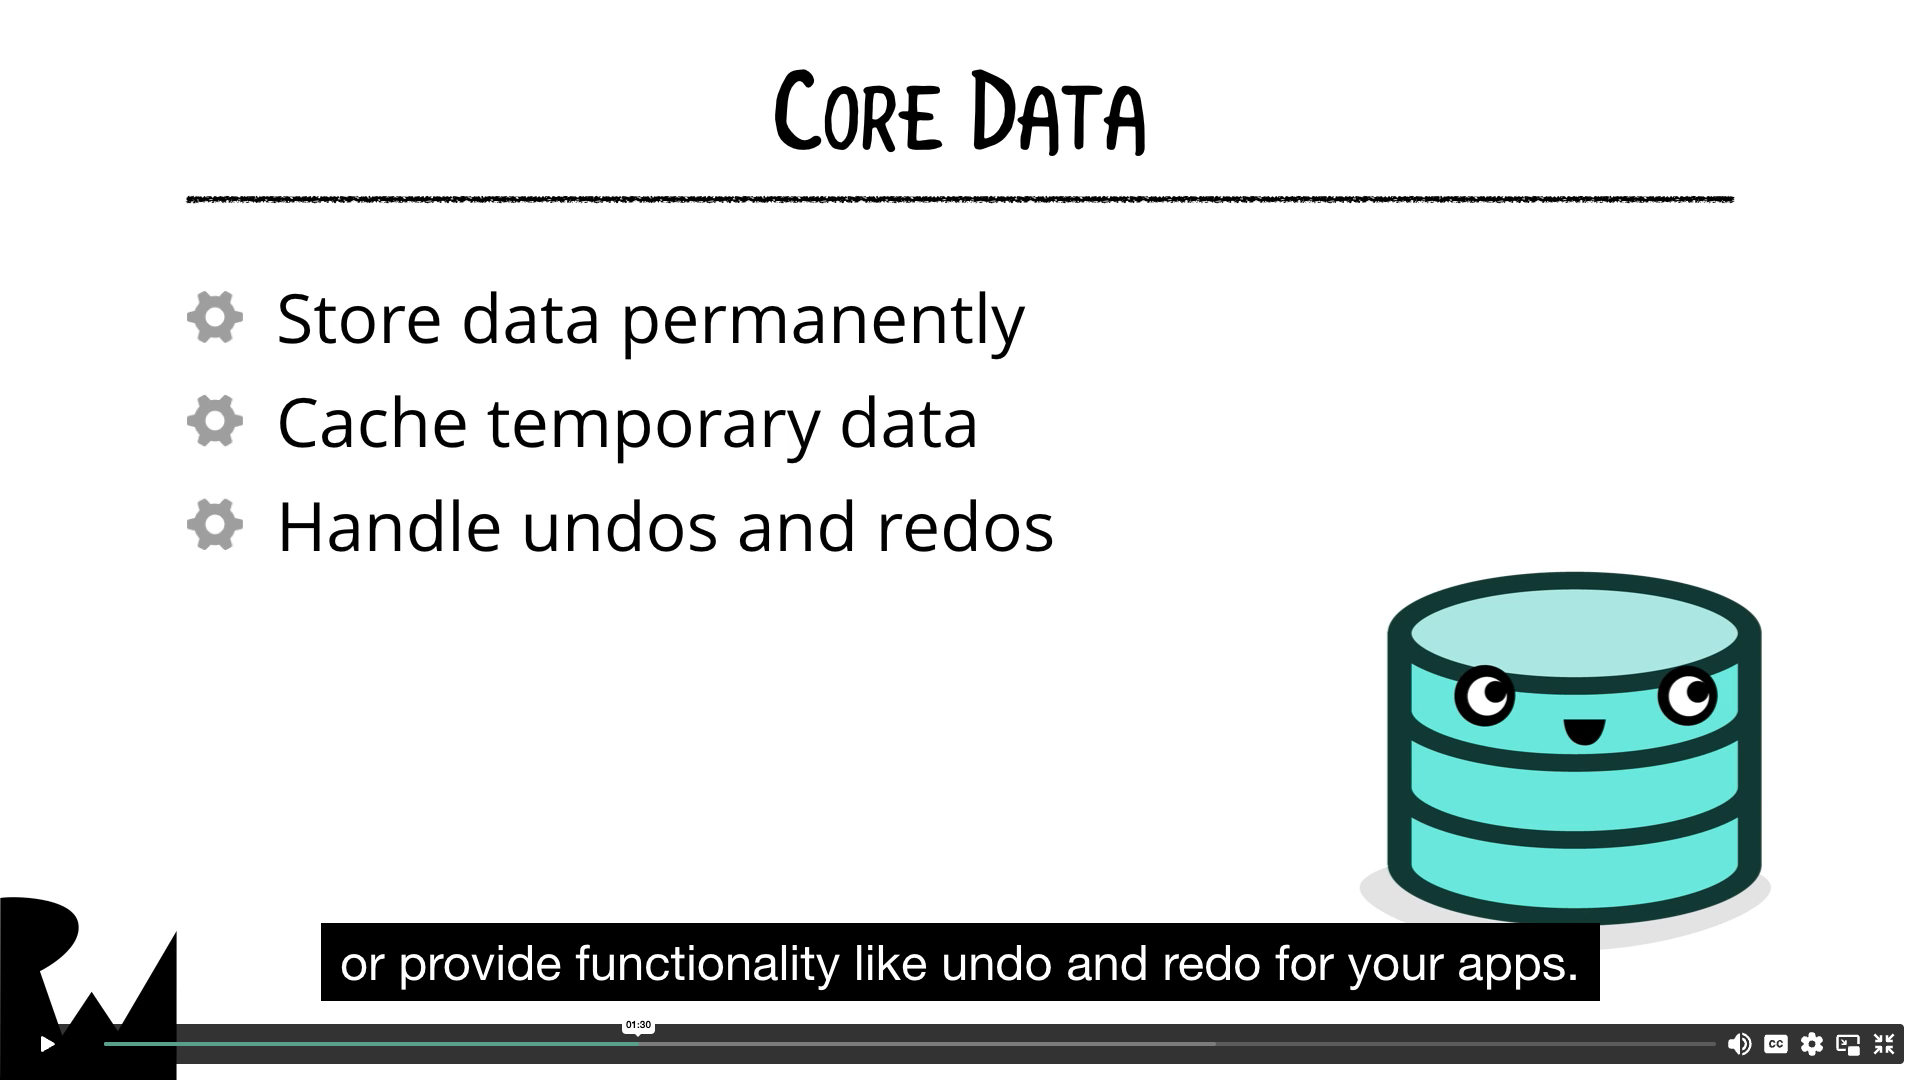 CORE DATA
Store data permanently
Cache temporary data
Handle undos and redos
or provide functionality like undo and redo for your apps.
01:30
CC